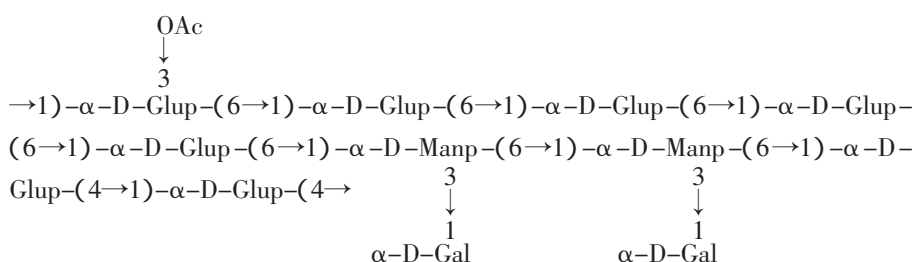 OAc
↓
3
→1)-α-D-Glup-(6→1)-α-D-Glup-(6→1)-α-D-Glup-(6→1)-α-D-Glup-
(6→1)-α-D-Glup-(6→1)-α-D-Manp-(6→1)-α-D-Manp-(6→1)-α-D-
Glup-(4→1)-α-D-Glup-(4→
3 3
↓ ↓
1 1
α-D-Gal α-D-Gal